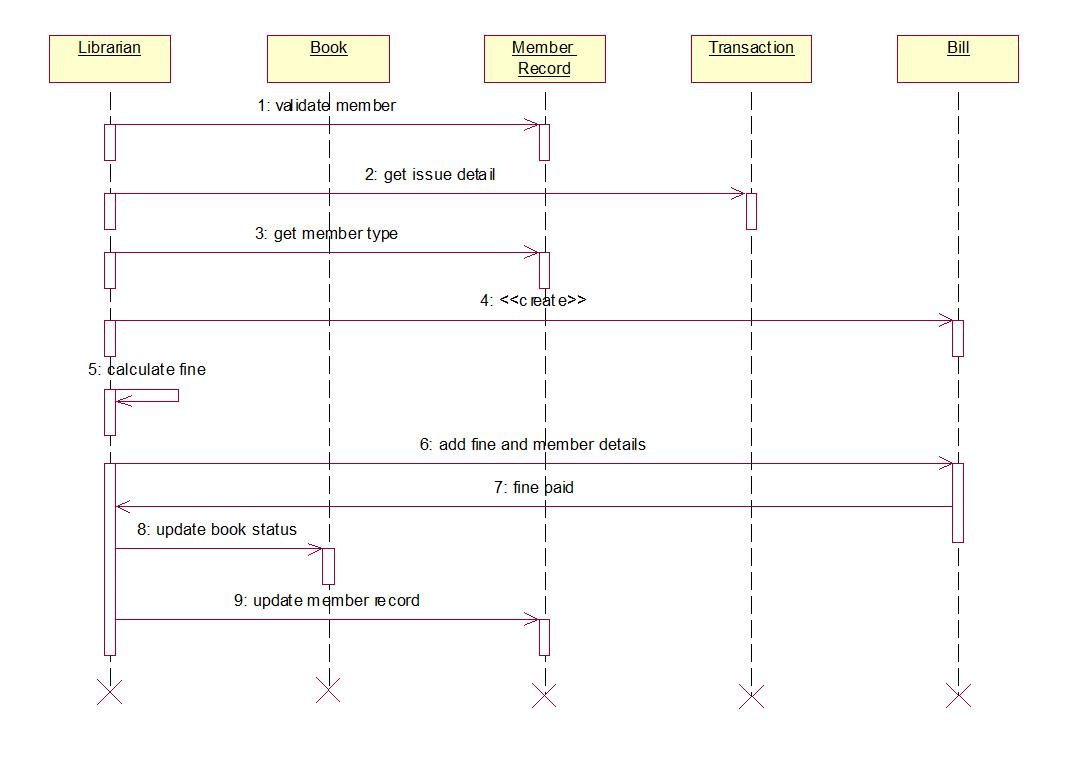 Librarian
Book
Member
Record
Transaction
Bill
1: validate member
2: get issue detail
3: get member type
4: <<create>>
5: calculate fine
6: add fine and member details
7: fine paid
8: update book status
9: update member record